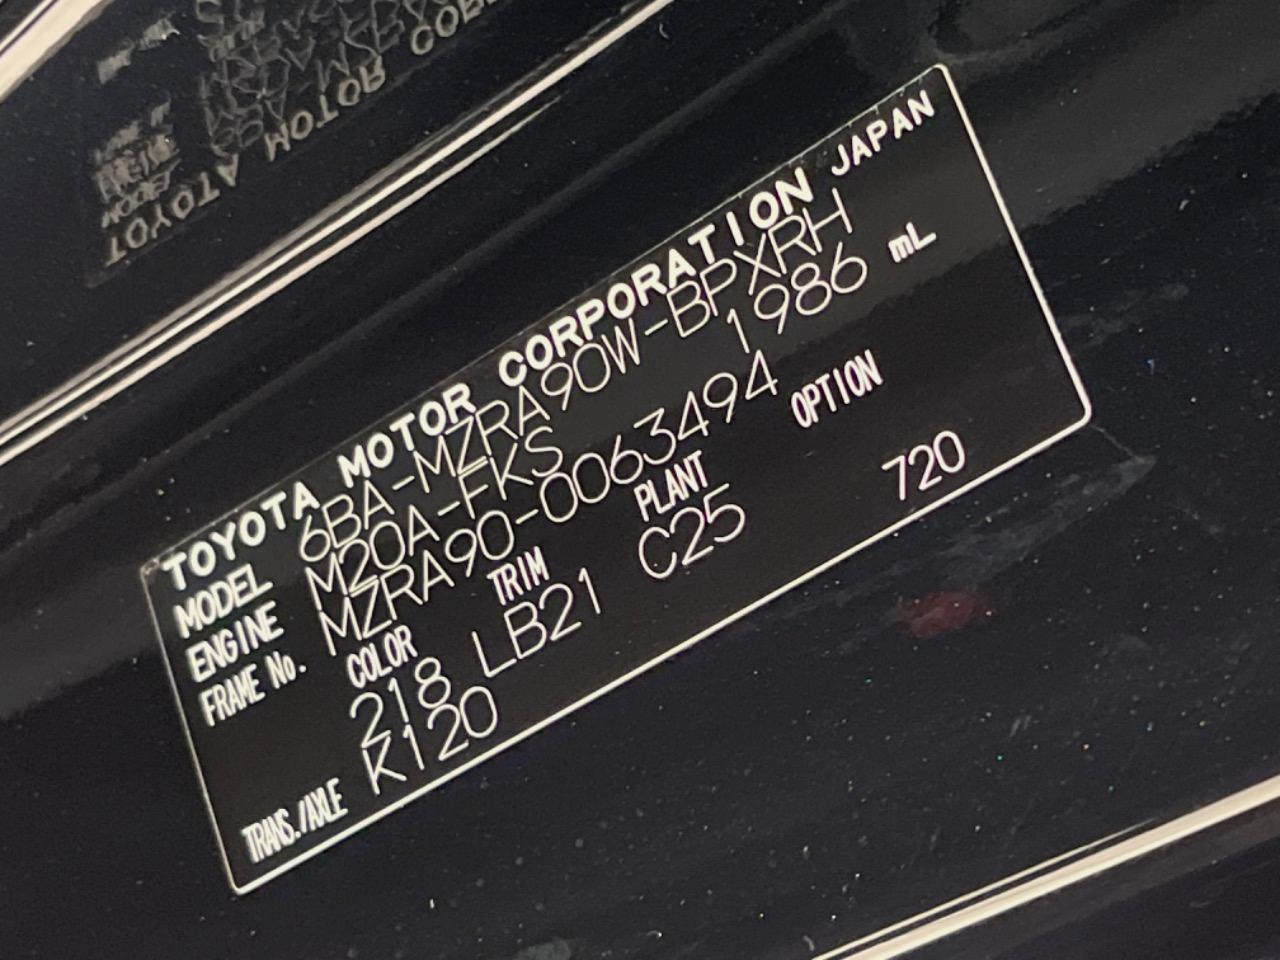 TOYOTA MOTOR CORPORATION JAPAN
MODEL 6BA-MZRA90W-BPXRH
ENGINE M20A-FKS 1986 mL
FRAME No. MZRA90-0063494
COLOR TRIM PLANT OPTION
218 LB21 C25 720
TRANS./AXLE K120